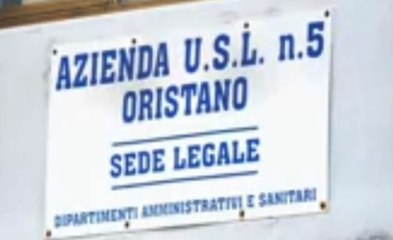 AZIENDA U.S.L. n.5
ORISTANO
SEDE LEGALE
DIPARTIMENTI AMMINISTRATIVI E SANITARI